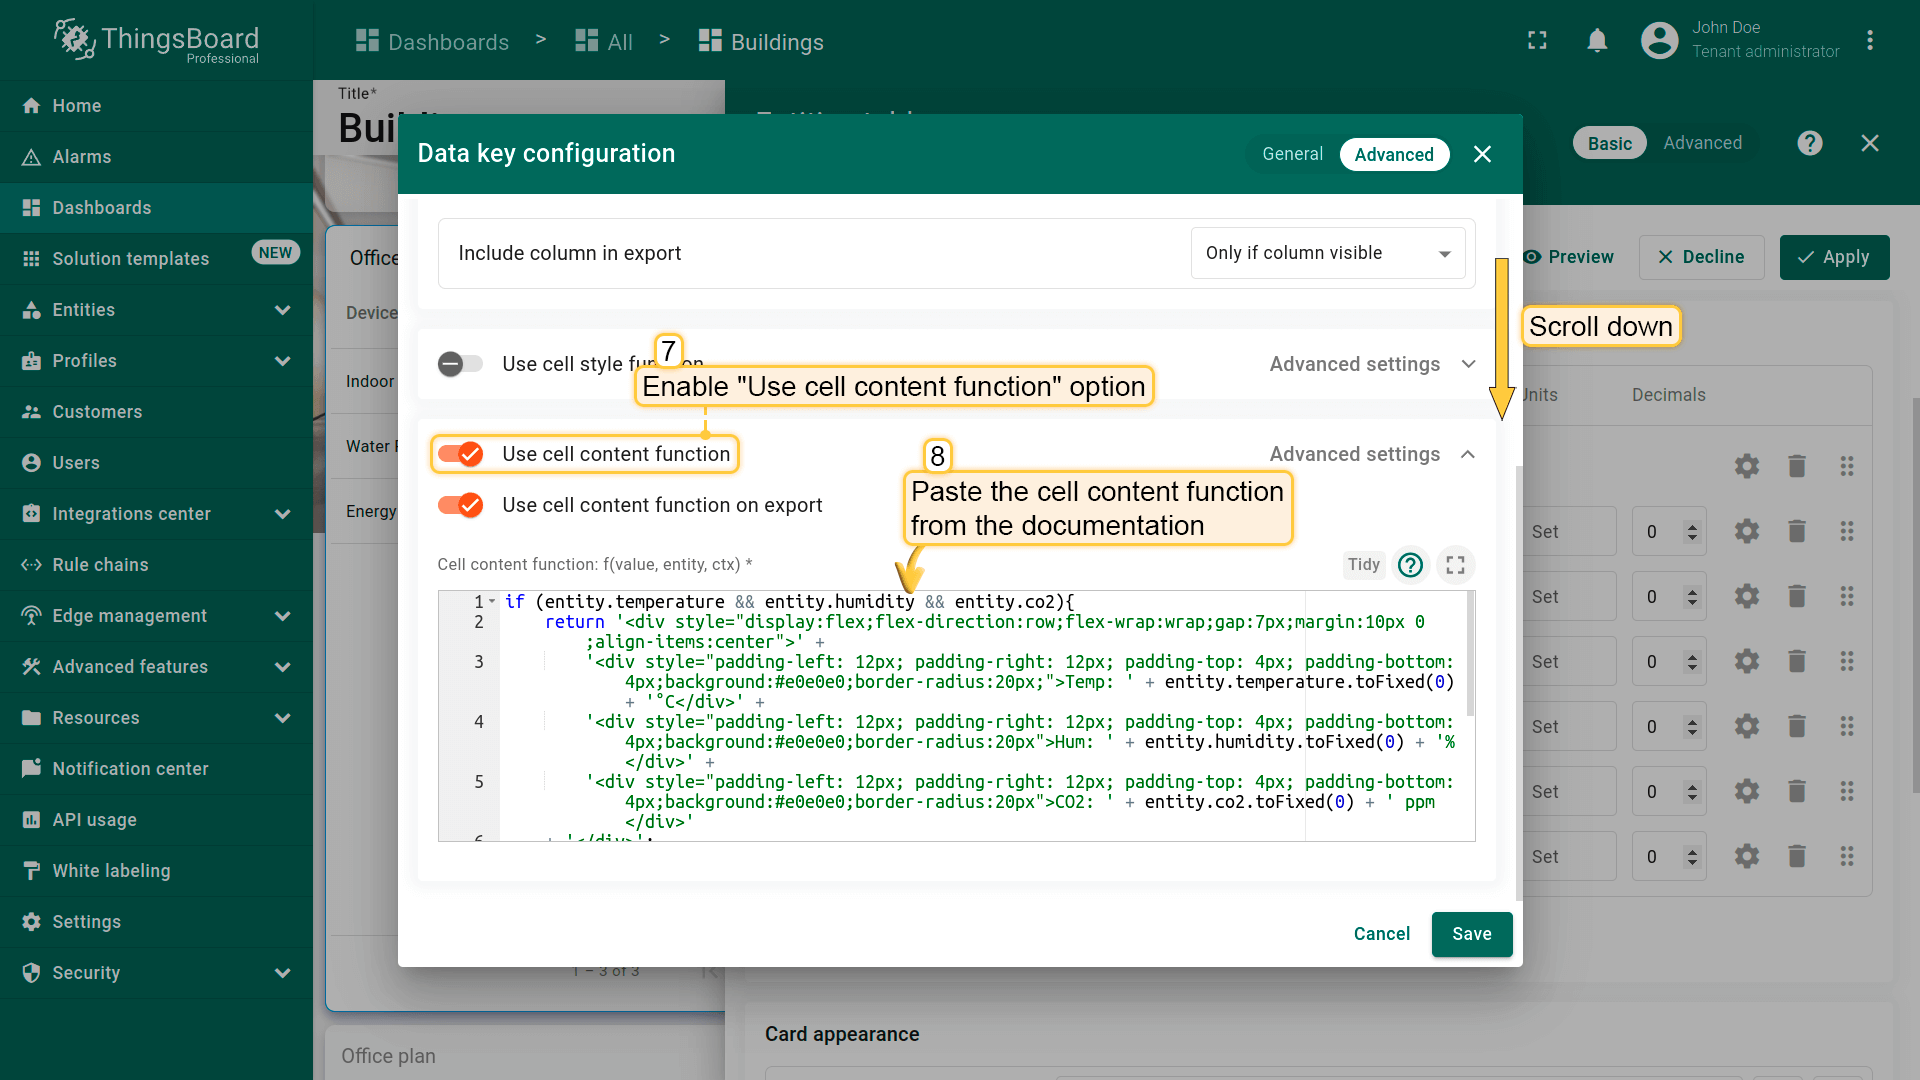 ThingsBoard
Professional
Dashboards > All > Buildings
John Doe
Tenant administrator
Home
Alarms
Dashboards
Solution templates NEW
Entities
Profiles
Customers
Users
Integrations center
Rule chains
Edge management
Advanced features
Resources
Notification center
API usage
White labeling
Settings
Security
Title*
Office
Device
Indoor
Water
Energy
1 – 3 of 3
Office plan
Basic Advanced
Preview Decline Apply
Scroll down
Decimals
Set 0
Set 0
Set 0
Set 0
Set 0
Set 0
Card appearance
Data key configuration
General Advanced
Include column in export
Only if column visible
Use cell style function
Advanced settings
7
Enable "Use cell content function" option
Use cell content function
Advanced settings
8
Paste the cell content function
from the documentation
Use cell content function on export
Cell content function: f(value, entity, ctx) *
Tidy
1 if (entity.temperature && entity.humidity && entity.co2){
2 return '<div style="display:flex;flex-direction:row;flex-wrap:wrap;gap:7px;margin:10px 0
;align-items:center">' +
3 '<div style="padding-left: 12px; padding-right: 12px; padding-top: 4px; padding-bottom:
4px;background:#e0e0e0;border-radius:20px;">Temp: ' + entity.temperature.toFixed(0)
+ '°C</div>' +
4 '<div style="padding-left: 12px; padding-right: 12px; padding-top: 4px; padding-bottom:
4px;background:#e0e0e0;border-radius:20px">Hum: ' + entity.humidity.toFixed(0) + '%
</div>' +
5 '<div style="padding-left: 12px; padding-right: 12px; padding-top: 4px; padding-bottom:
4px;background:#e0e0e0;border-radius:20px">CO2: ' + entity.co2.toFixed(0) + ' ppm
</div>'
6 + '</div>';
Cancel Save